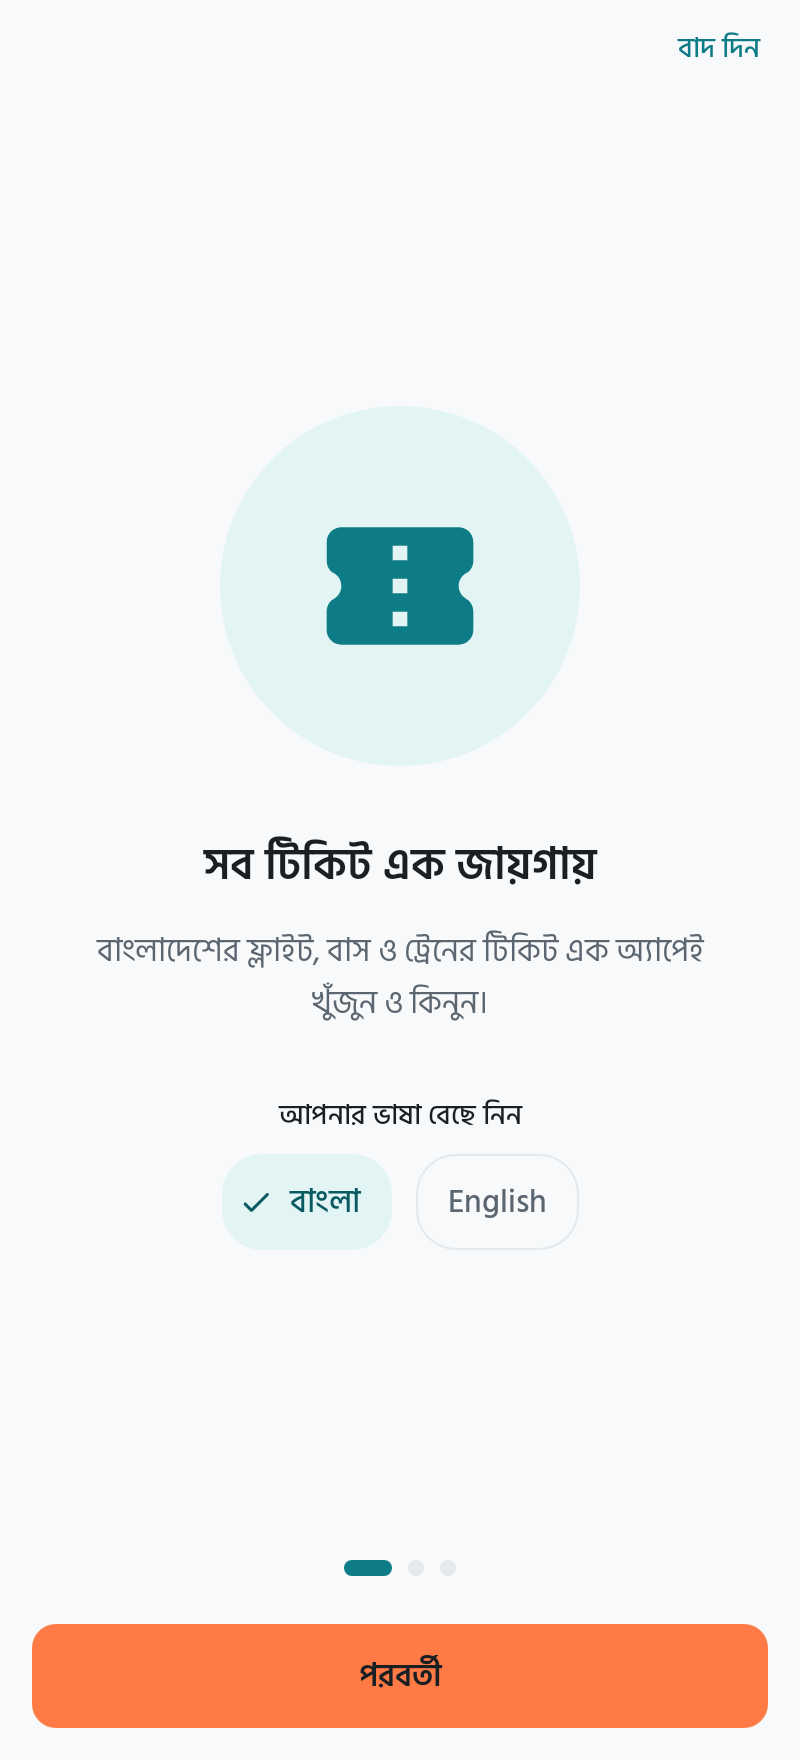 বাদ দিন
সব টিকিট এক জায়গায়
বাংলাদেশের ফ্লাইট, বাস ও ট্রেনের টিকিট এক অ্যাপেই
খুঁজুন ও কিনুন।
আপনার ভাষা বেছে নিন
বাংলা
English
পরবর্তী